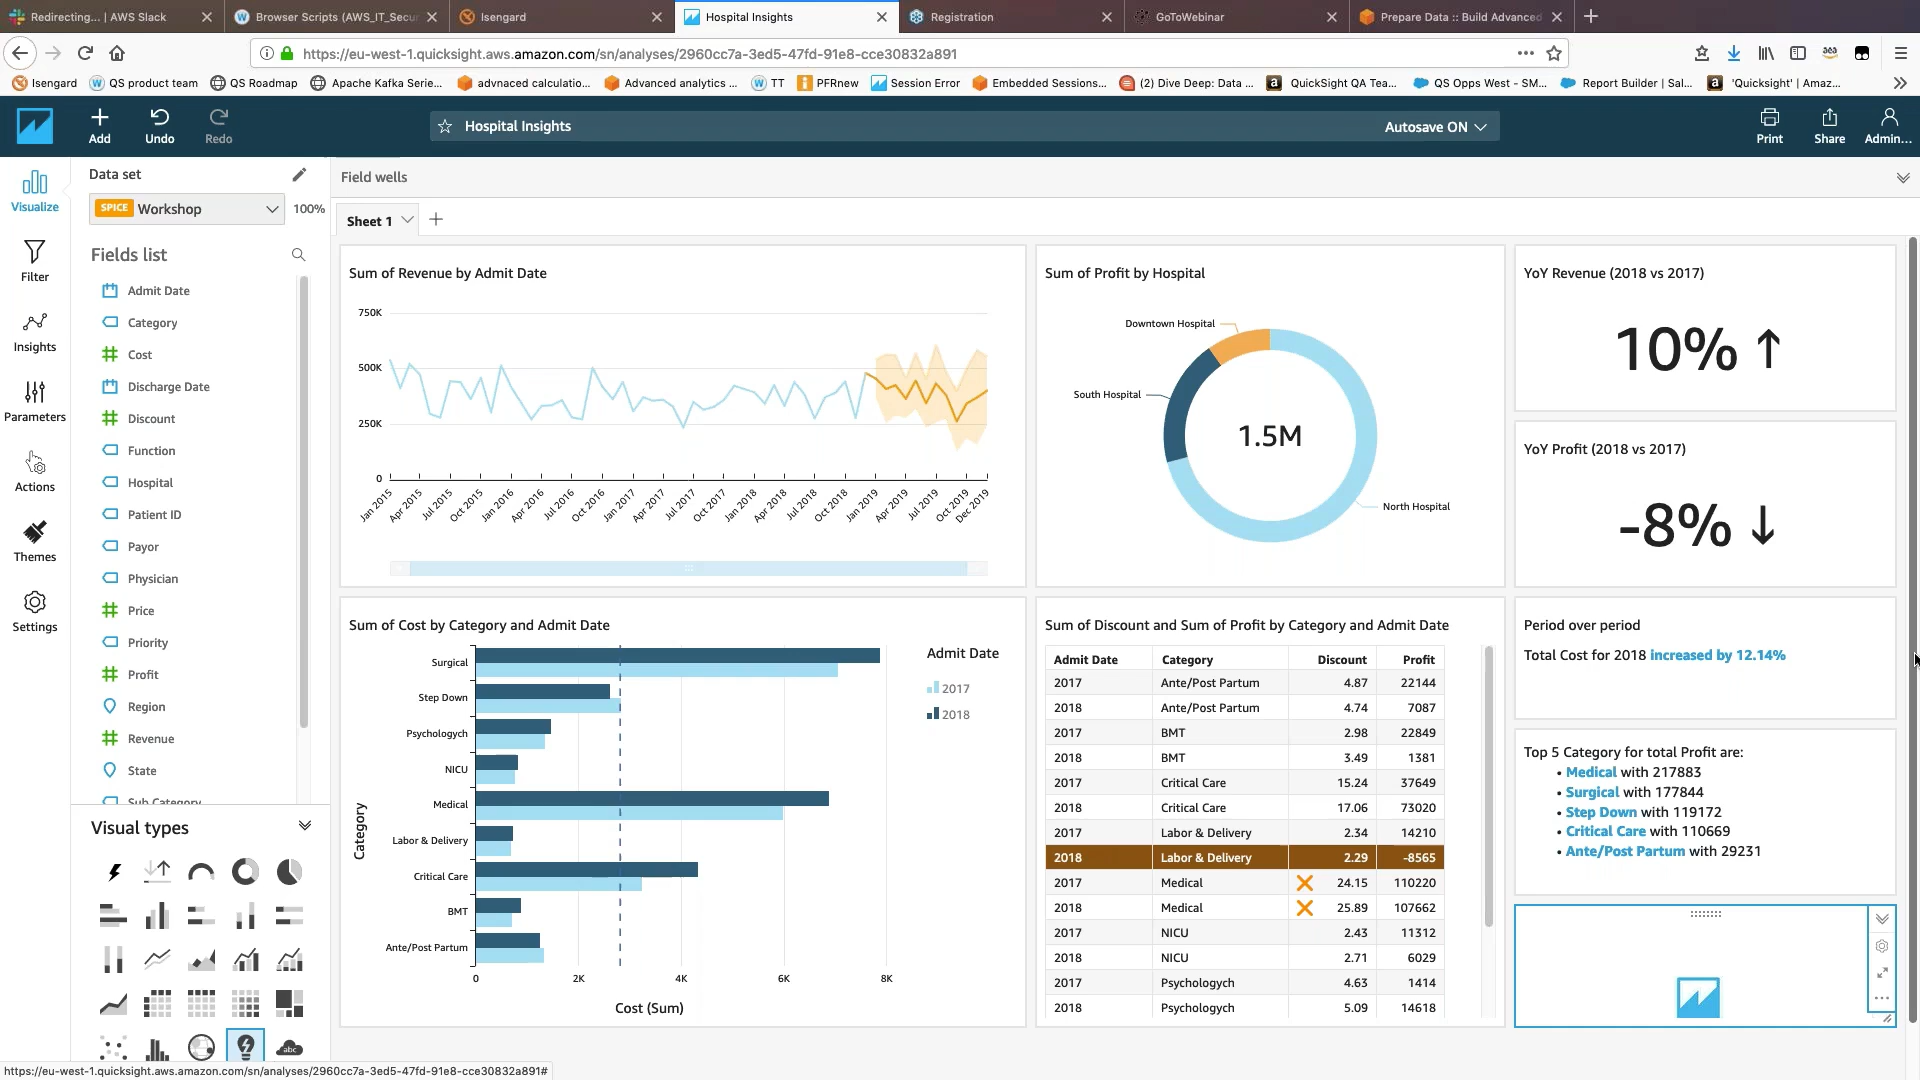 Redirecting... | AWS Slack
Browser Scripts (AWS_IT_Secur
Isengard
Hospital Insights
Registration
GoToWebinar
Prepare Data :: Build Advanced
https://eu-west-1.quicksight.aws.amazon.com/sn/analyses/2960cc7a-3ed5-47fd-91e8-cce30832a891
Isengard
QS product team
QS Roadmap
Apache Kafka Serie...
advnaced calculatio...
Advanced analytics ...
TT
PFRnew
Session Error
Embedded Sessions...
(2) Dive Deep: Data ...
QuickSight QA Tea...
QS Opps West - SM...
Report Builder | Sal...
'Quicksight' | Amaz...
Add
Undo
Redo
Hospital Insights
Autosave ON
Print
Share
Admin...
Visualize
Filter
Insights
Parameters
Actions
Themes
Settings
Data set
SPICE Workshop 100%
Fields list
Admit Date
Category
Cost
Discharge Date
Discount
Function
Hospital
Patient ID
Payor
Physician
Price
Priority
Profit
Region
Revenue
State
Sub Category
Visual types
abc
Field wells
Sheet 1
Sum of Revenue by Admit Date
750K
500K
250K
0
Jan 2015
Apr 2015
Jul 2015
Oct 2015
Jan 2016
Apr 2016
Jul 2016
Oct 2016
Jan 2017
Apr 2017
Jul 2017
Oct 2017
Jan 2018
Apr 2018
Jul 2018
Oct 2018
Jan 2019
Apr 2019
Jul 2019
Oct 2019
Dec 2019
Sum of Profit by Hospital
Downtown Hospital
South Hospital
1.5M
North Hospital
YoY Revenue (2018 vs 2017)
10% ↑
YoY Profit (2018 vs 2017)
-8% ↓
Sum of Cost by Category and Admit Date
Category
Surgical
Step Down
Psychologych
NICU
Medical
Labor & Delivery
Critical Care
BMT
Ante/Post Partum
0
2K
4K
6K
8K
Cost (Sum)
Admit Date
2017
2018
Sum of Discount and Sum of Profit by Category and Admit Date
Admit Date Category Discount Profit
2017 Ante/Post Partum 4.87 22144
2018 Ante/Post Partum 4.74 7087
2017 BMT 2.98 22849
2018 BMT 3.49 1381
2017 Critical Care 15.24 37649
2018 Critical Care 17.06 73020
2017 Labor & Delivery 2.34 14210
2018 Labor & Delivery 2.29 -8565
2017 Medical 24.15 110220
2018 Medical 25.89 107662
2017 NICU 2.43 11312
2018 NICU 2.71 6029
2017 Psychologych 4.63 1414
2018 Psychologych 5.09 14618
Period over period
Total Cost for 2018 increased by 12.14%
Top 5 Category for total Profit are:
• Medical with 217883
• Surgical with 177844
• Step Down with 119172
• Critical Care with 110669
• Ante/Post Partum with 29231
https://eu-west-1.quicksight.aws.amazon.com/sn/analyses/2960cc7a-3ed5-47fd-91e8-cce30832a891#